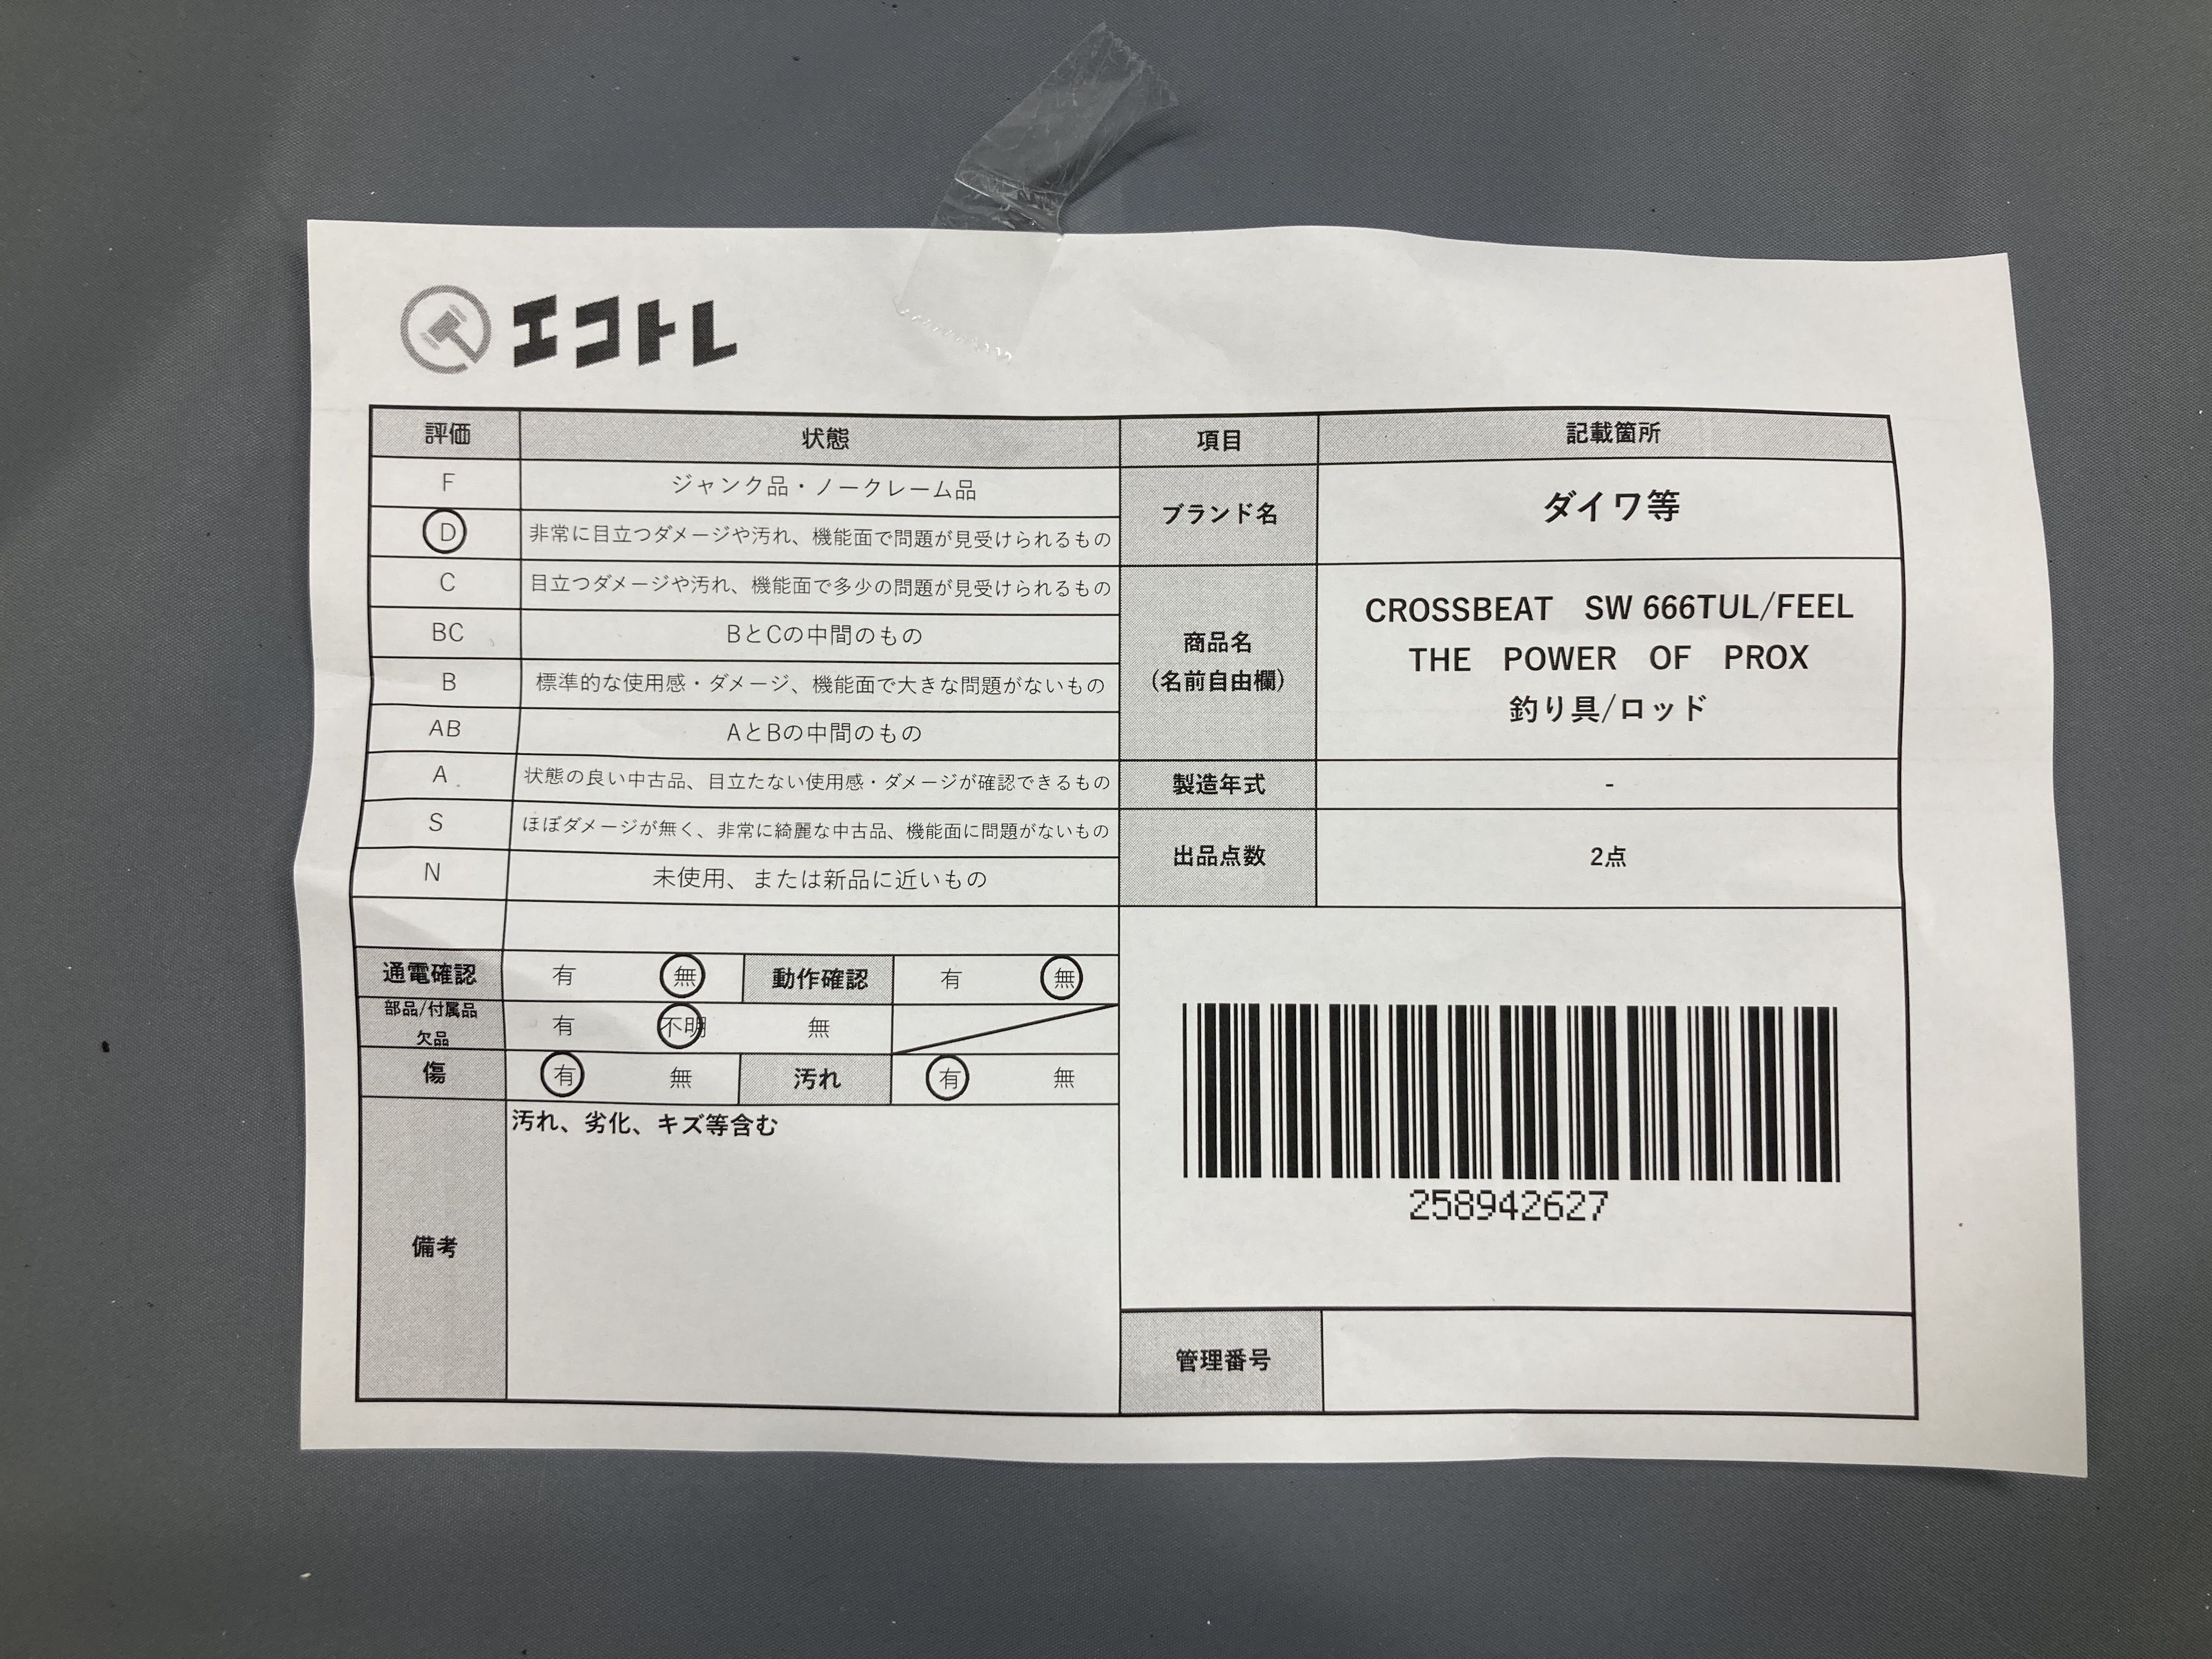 エコトレ
評価 状態 項目 記載箇所
F ジャンク品・ノークレーム品
D 非常に目立つダメージや汚れ、機能面で問題が見受けられるもの
C 目立つダメージや汚れ、機能面で多少の問題が見受けられるもの
BC BとCの中間のもの
B 標準的な使用感・ダメージ、機能面で大きな問題がないもの
AB AとBの中間のもの
A 状態の良い中古品、目立たない使用感・ダメージが確認できるもの
S ほぼダメージが無く、非常に綺麗な中古品、機能面に問題がないもの
N 未使用、または新品に近いもの
ブランド名 ダイワ等
商品名
(名前自由欄)
CROSSBEAT SW 666TUL/FEEL
THE POWER OF PROX
釣り具/ロッド
製造年式 -
出品点数 2点
通電確認 有 無 動作確認 有 無
部品/付属品
欠品
有 不明 無
傷 有 無 汚れ 有 無
備考
汚れ、劣化、キズ等含む
258942627
管理番号